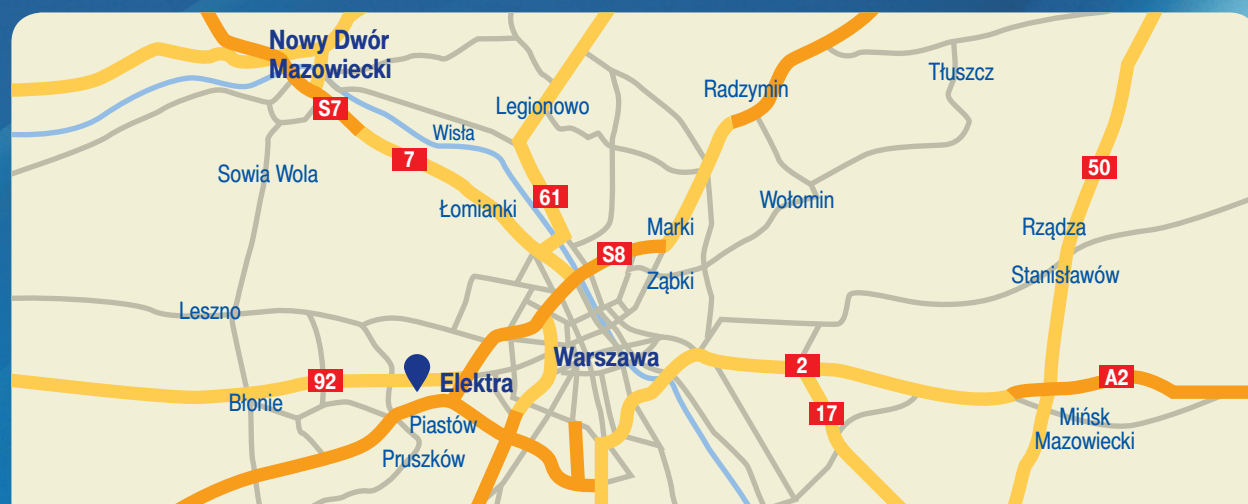 Nowy Dwór
Mazowiecki
Tłuszcz
Radzymin
Legionowo
S7
Wisła
7
50
Sowia Wola
61
Wołomin
Łomianki
Marki
Rządza
S8
Ząbki
Stanisławów
Leszno
Warszawa
2
A2
92
Elektra
Błonie
17
Mińsk
Mazowiecki
Piastów
Pruszków